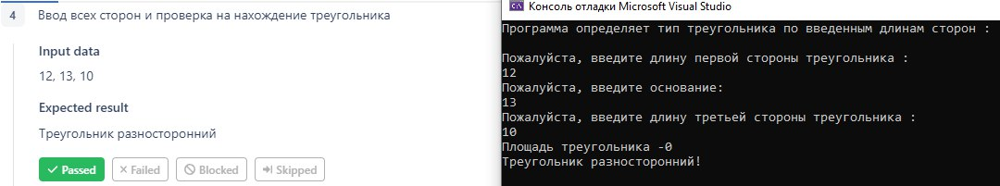 4 Ввод всех сторон и проверка на нахождение треугольника
Input data
12, 13, 10
Expected result
Треугольник разносторонний
Passed Failed Blocked Skipped
Консоль отладки Microsoft Visual Studio
Программа определяет тип треугольника по введенным длинам сторон :
Пожалуйста, введите длину первой стороны треугольника :
12
Пожалуйста, введите основание:
13
Пожалуйста, введите длину третьей стороны треугольника :
10
Площадь треугольника -0
Треугольник разносторонний!